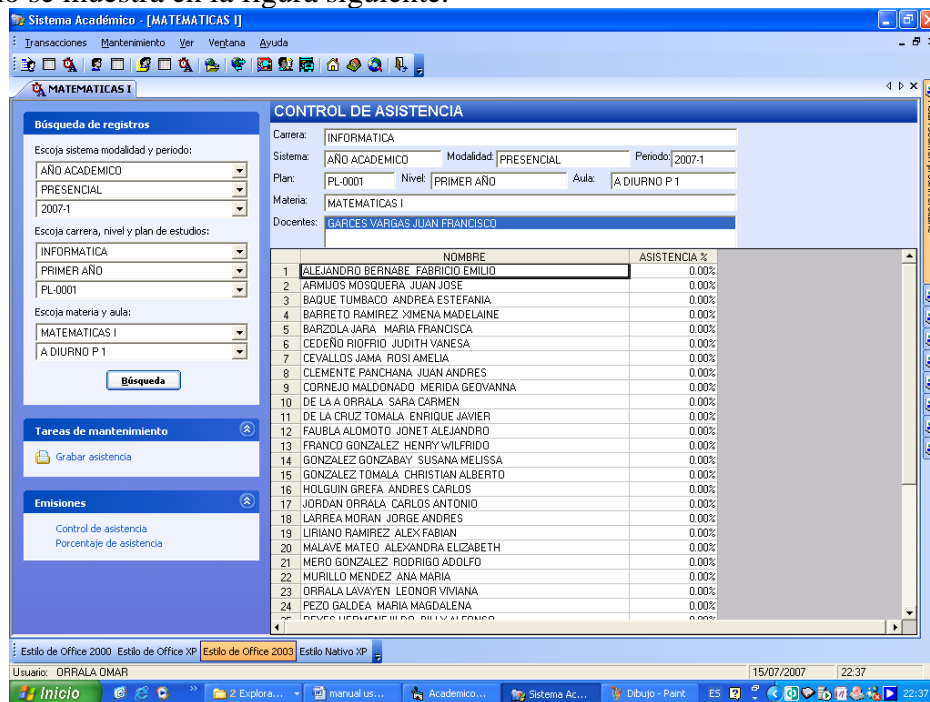 no se muestra en la figura siguiente.
Sistema Académico - [MATEMATICAS I]
Transacciones Mantenimiento Ver Ventana Ayuda
MATEMATICAS I
Búsqueda de registros
Escoja sistema modalidad y periodo:
AÑO ACADEMICO
PRESENCIAL
2007-1
Escoja carrera, nivel y plan de estudios:
INFORMATICA
PRIMER AÑO
PL-0001
Escoja materia y aula:
MATEMATICAS I
A DIURNO P 1
Búsqueda
Tareas de mantenimiento
Grabar asistencia
Emisiones
Control de asistencia
Porcentaje de asistencia
CONTROL DE ASISTENCIA
Carrera: INFORMATICA
Sistema: AÑO ACADEMICO Modalidad: PRESENCIAL Periodo: 2007-1
Plan: PL-0001 Nivel: PRIMER AÑO Aula: A DIURNO P 1
Materia: MATEMATICAS I
Docentes: GARCES VARGAS JUAN FRANCISCO
NOMBRE ASISTENCIA %
1 ALEJANDRO BERNABE FABRICIO EMILIO 0.00%
2 ARMIJOS MOSQUERA JUAN JOSE 0.00%
3 BAQUE TUMBACO ANDREA ESTEFANIA 0.00%
4 BARRETO RAMIREZ XIMENA MADELAINE 0.00%
5 BARZOLA JARA MARIA FRANCISCA 0.00%
6 CEDEÑO RIOFRIO JUDITH VANESA 0.00%
7 CEVALLOS JAMA ROSI AMELIA 0.00%
8 CLEMENTE PANCHANA JUAN ANDRES 0.00%
9 CORNEJO MALDONADO MERIDA GEOVANNA 0.00%
10 DE LA A ORRALA SARA CARMEN 0.00%
11 DE LA CRUZ TOMALA ENRIQUE JAVIER 0.00%
12 FAUBLA ALOMOTO JONET ALEJANDRO 0.00%
13 FRANCO GONZALEZ HENRY WILFRIDO 0.00%
14 GONZALEZ GONZABAY SUSANA MELISSA 0.00%
15 GONZALEZ TOMALA CHRISTIAN ALBERTO 0.00%
16 HOLGUIN GREFA ANDRES CARLOS 0.00%
17 JORDAN ORRALA CARLOS ANTONIO 0.00%
18 LARREA MORAN JORGE ANDRES 0.00%
19 LIRIANO RAMIREZ ALEX FABIAN 0.00%
20 MALAVE MATEO ALEXANDRA ELIZABETH 0.00%
21 MERO GONZALEZ RODRIGO ADOLFO 0.00%
22 MURILLO MENDEZ ANA MARIA 0.00%
23 ORRALA LAVAYEN LEONOR VIVIANA 0.00%
24 PEZO GALDEA MARIA MAGDALENA 0.00%
Estilo de Office 2000 Estilo de Office XP Estilo de Office 2003 Estilo Nativo XP
Usuario: ORRALA OMAR 15/07/2007 22:37
Inicio 2 Explora... manual us... Academico... Sistema Ac... Dibujo - Paint ES 22:37